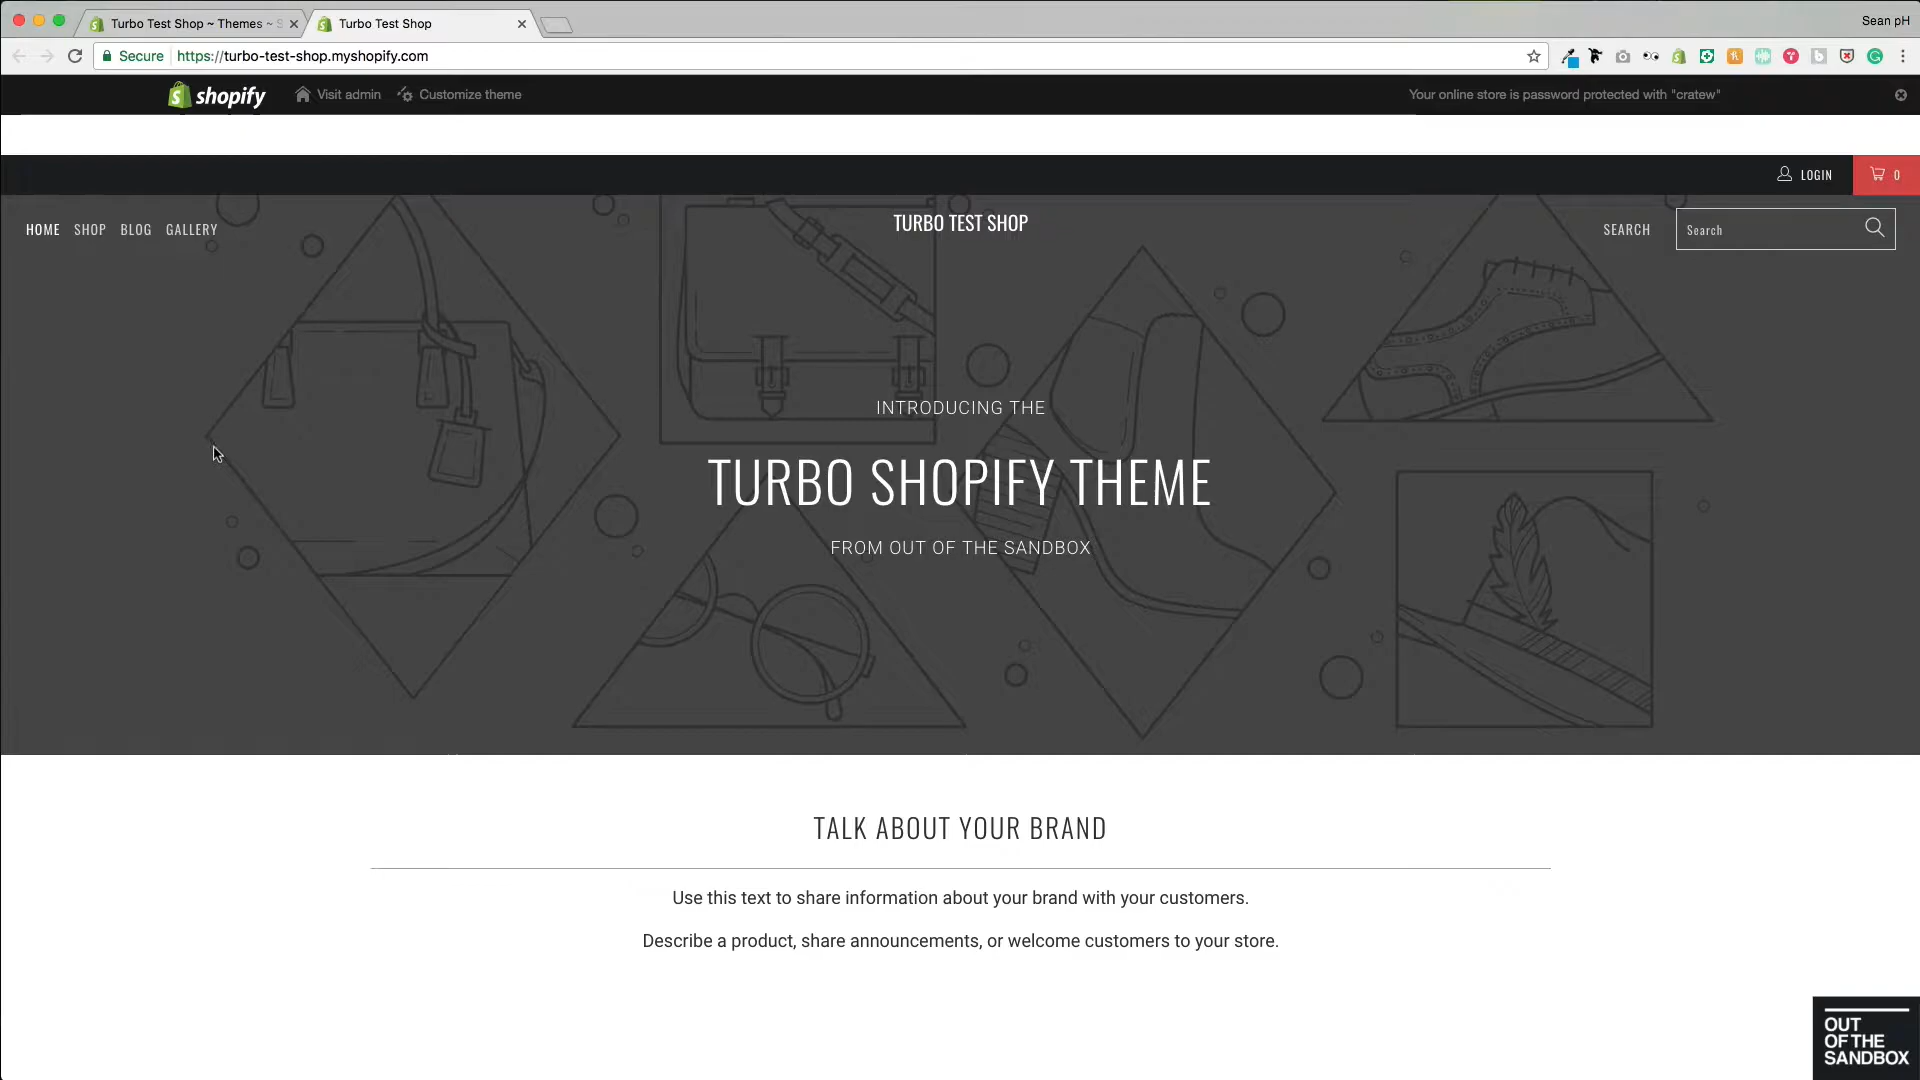 Turbo Test Shop ~ Themes ~ S
Turbo Test Shop
Sean pH
Secure
https://turbo-test-shop.myshopify.com
shopify
Visit admin
Customize theme
Your online store is password protected with "cratew"
LOGIN
0
HOME
SHOP
BLOG
GALLERY
TURBO TEST SHOP
SEARCH
Search
INTRODUCING THE
TURBO SHOPIFY THEME
FROM OUT OF THE SANDBOX
TALK ABOUT YOUR BRAND
Use this text to share information about your brand with your customers.
Describe a product, share announcements, or welcome customers to your store.
OUT
OF THE
SANDBOX